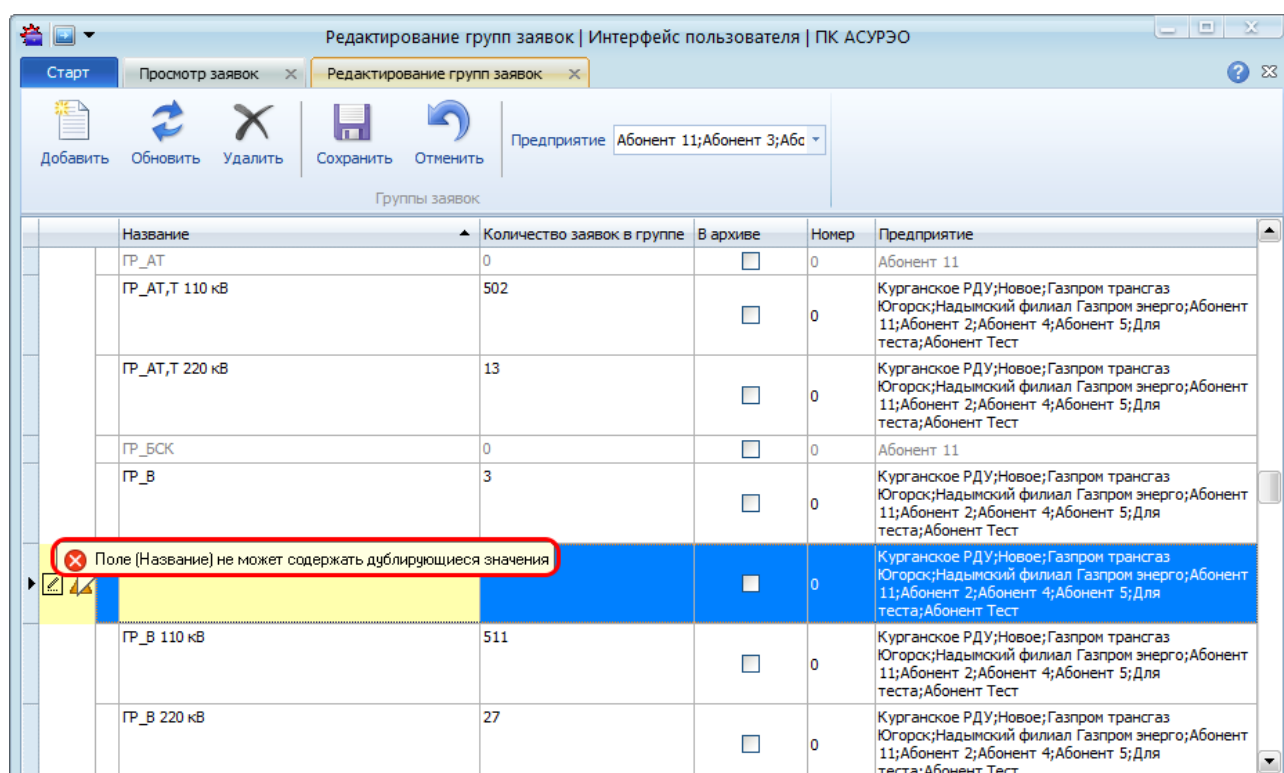 Редактирование групп заявок | Интерфейс пользователя | ПК АСУРЭО
Старт
Просмотр заявок
Редактирование групп заявок
Добавить
Обновить
Удалить
Сохранить
Отменить
Предприятие
Абонент 11;Абонент 3;Або
Группы заявок
Название
Количество заявок в группе
В архиве
Номер
Предприятие
ГР_АТ
0
0
Абонент 11
ГР_АТ,Т 110 кВ
502
0
Курганское РДУ;Новое;Газпром трансгаз
Югорск;Надымский филиал Газпром энерго;Абонент
11;Абонент 2;Абонент 4;Абонент 5;Для
теста;Абонент Тест
ГР_АТ,Т 220 кВ
13
0
Курганское РДУ;Новое;Газпром трансгаз
Югорск;Надымский филиал Газпром энерго;Абонент
11;Абонент 2;Абонент 4;Абонент 5;Для
теста;Абонент Тест
ГР_БСК
0
0
Абонент 11
ГР_В
3
0
Курганское РДУ;Новое;Газпром трансгаз
Югорск;Надымский филиал Газпром энерго;Абонент
11;Абонент 2;Абонент 4;Абонент 5;Для
теста;Абонент Тест
Поле (Название) не может содержать дублирующиеся значения
0
Курганское РДУ;Новое;Газпром трансгаз
Югорск;Надымский филиал Газпром энерго;Абонент
11;Абонент 2;Абонент 4;Абонент 5;Для
теста;Абонент Тест
ГР_В 110 кВ
511
0
Курганское РДУ;Новое;Газпром трансгаз
Югорск;Надымский филиал Газпром энерго;Абонент
11;Абонент 2;Абонент 4;Абонент 5;Для
теста;Абонент Тест
ГР_В 220 кВ
27
0
Курганское РДУ;Новое;Газпром трансгаз
Югорск;Надымский филиал Газпром энерго;Абонент
11;Абонент 2;Абонент 4;Абонент 5;Для
теста;Абонент Тест